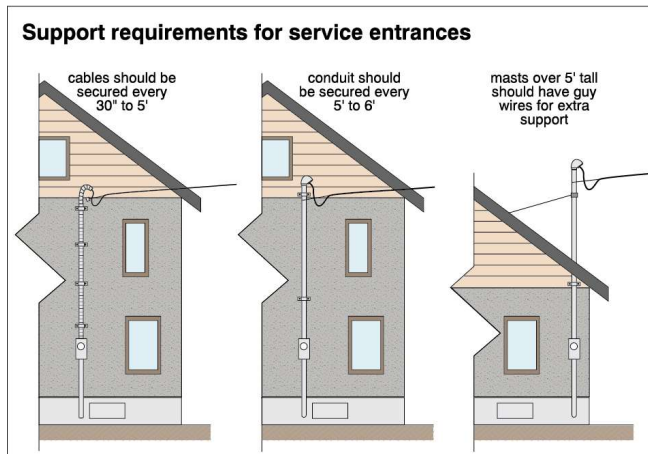 Support requirements for service entrances
cables should be
secured every
30" to 5'
conduit should
be secured every
5' to 6'
masts over 5' tall
should have guy
wires for extra
support